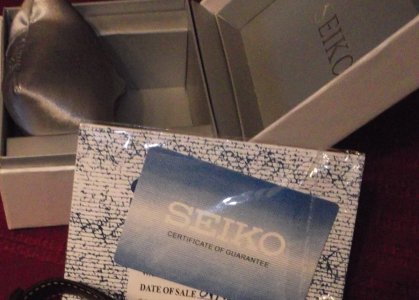 SEIKO
SEIKO
CERTIFICATE OF GUARANTEE
DATE OF SALE